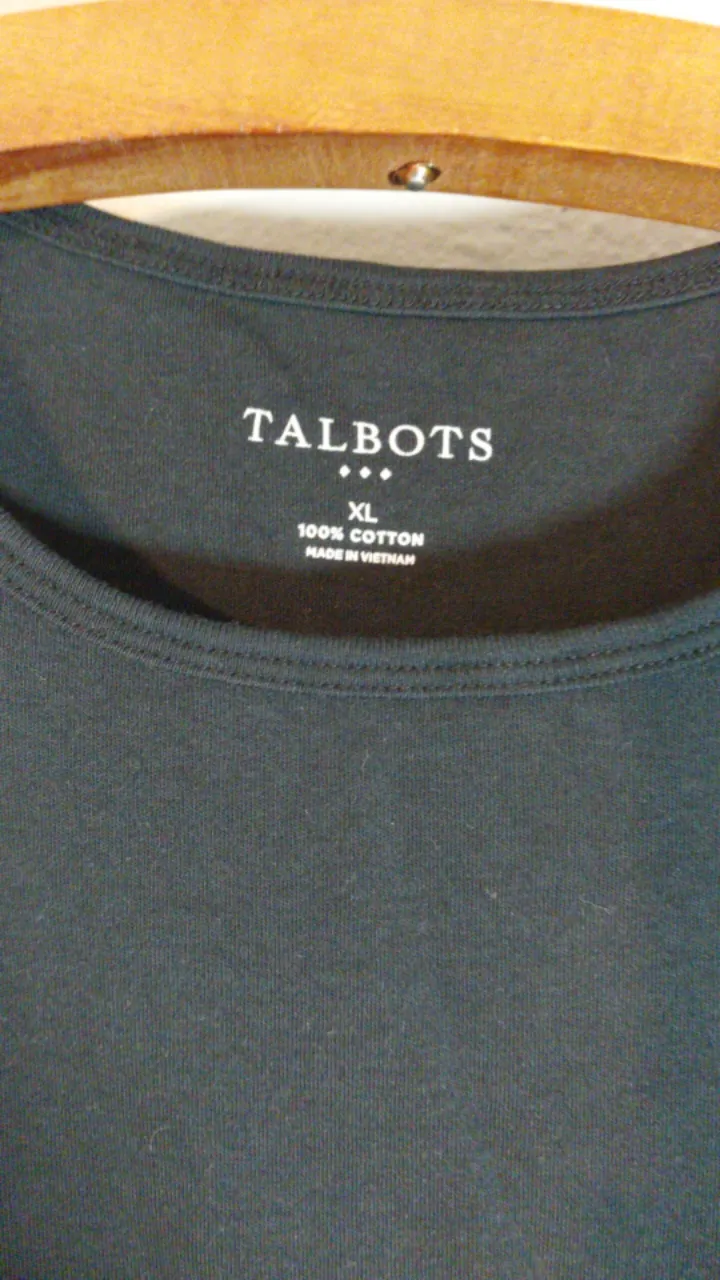 TALBOTS
XL
100% COTTON
MADE IN VIETNAM